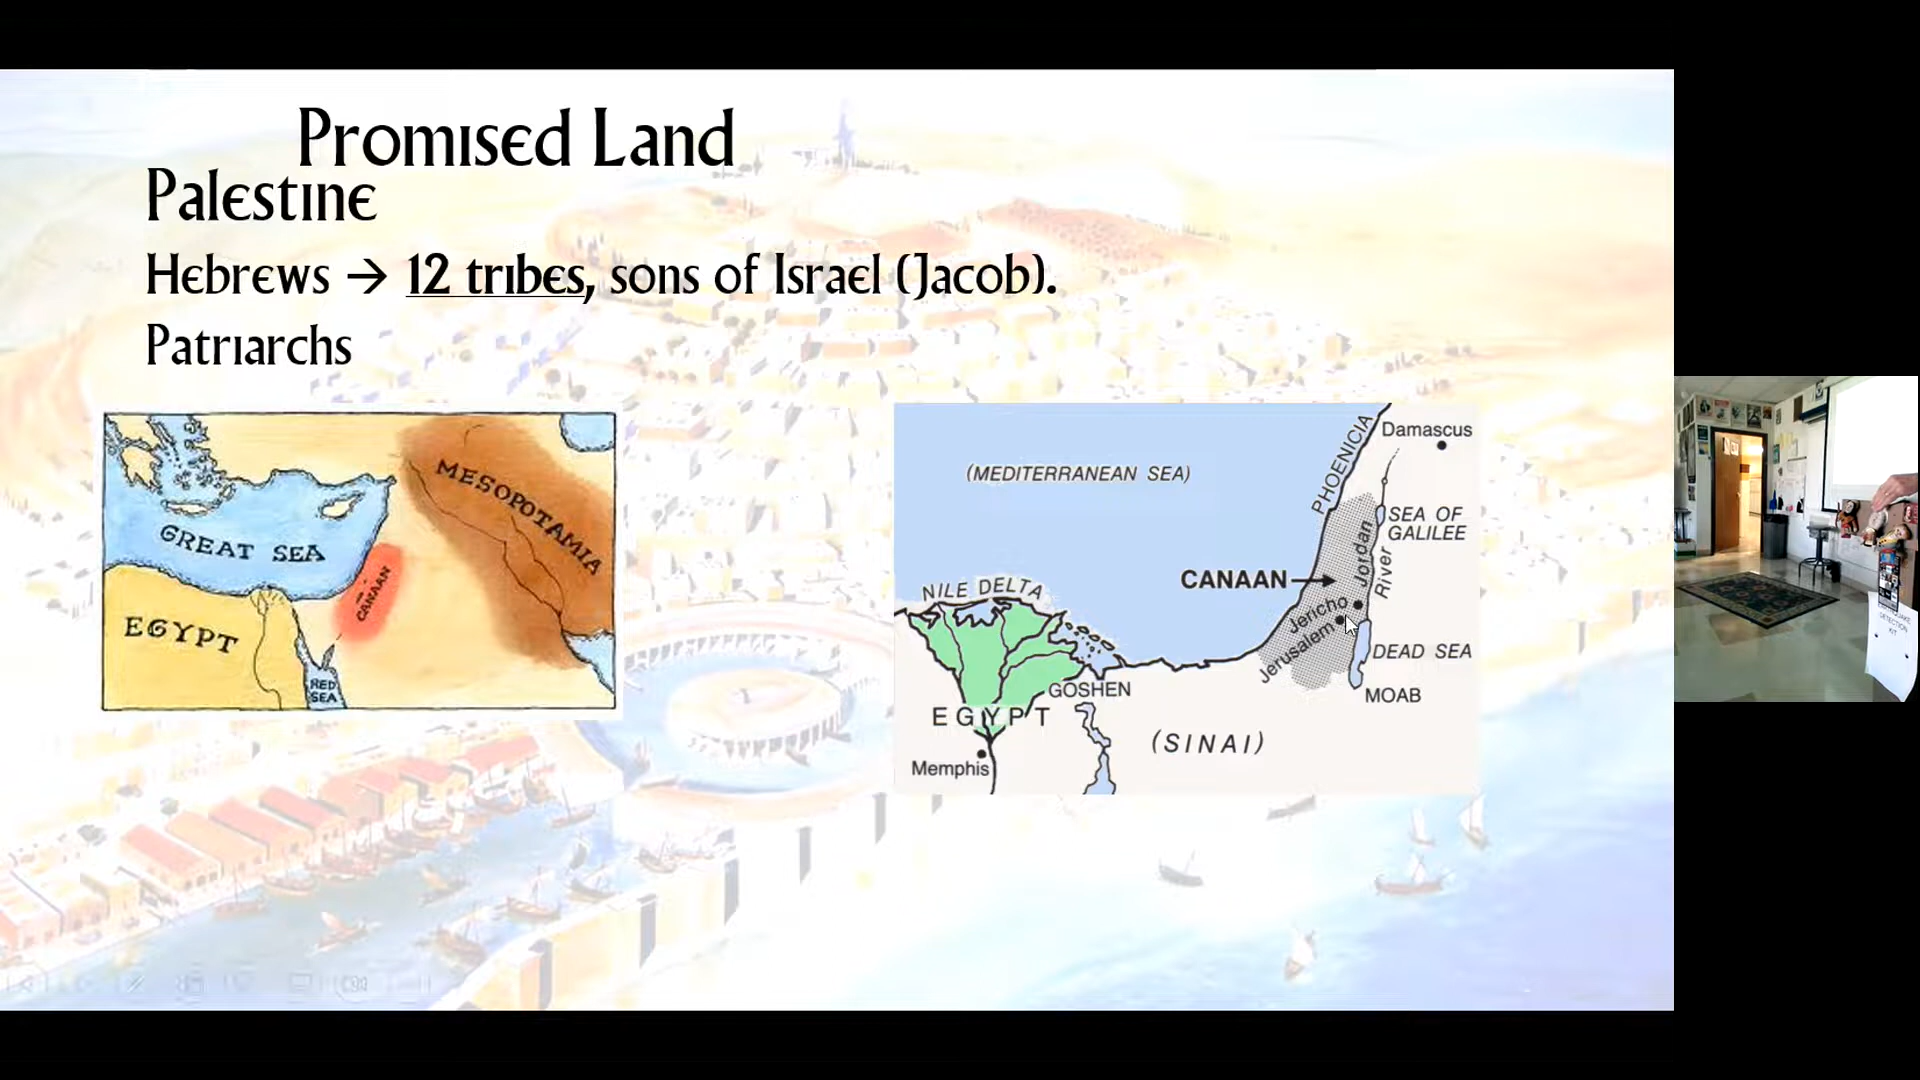 Promised Land
Palestine
Hebrews → 12 tribes, sons of Israel (Jacob).
Patriarchs
MESOPOTAMIA
GREAT SEA
CANAAN
EGYPT
RED
SEA
Damascus
PHOENICIA
(MEDITERRANEAN SEA)
SEA OF
GALILEE
Jordan
River
CANAAN
NILE DELTA
Jericho
Jerusalem
DEAD SEA
GOSHEN
MOAB
EGYPT
(SINAI)
Memphis
DETECTION
KIT